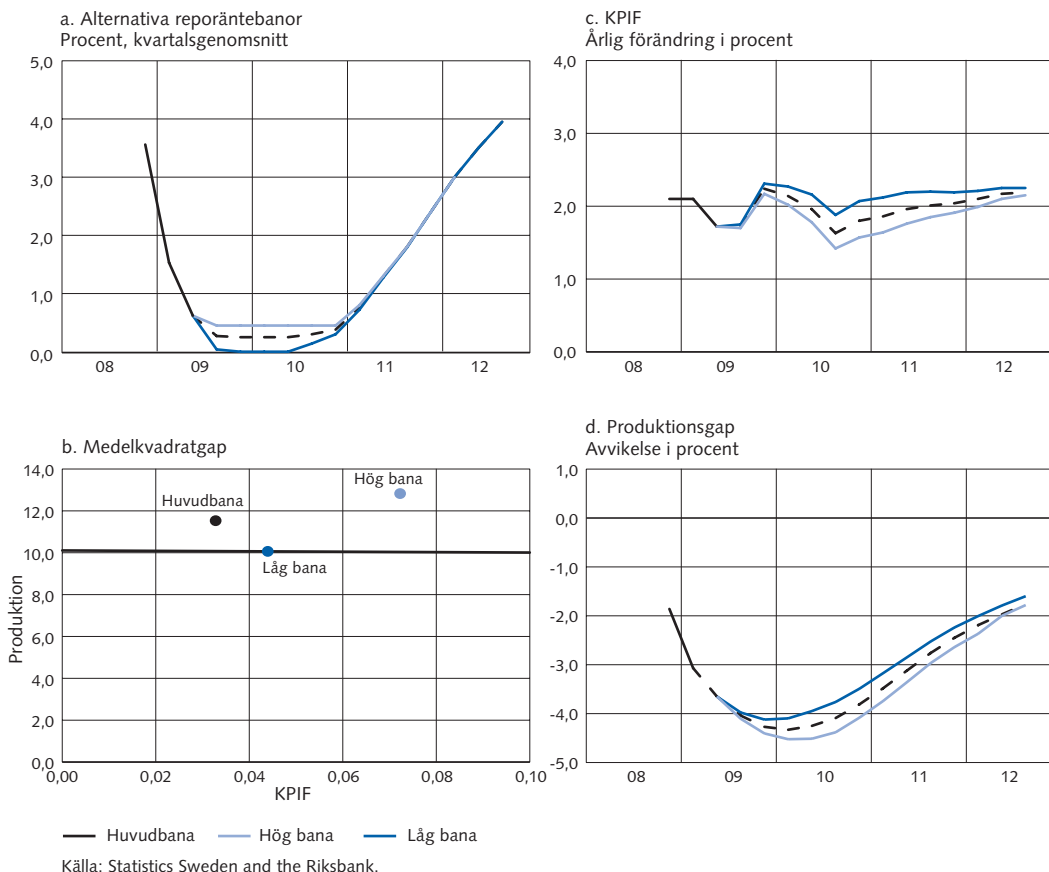 a. Alternativa reporäntebanor
Procent, kvartalsgenomsnitt
5,0
4,0
3,0
2,0
1,0
0,0
08
09
10
11
12
c. KPIF
Årlig förändring i procent
4,0
3,0
2,0
1,0
0,0
08
09
10
11
12
b. Medelkvadratgap
Produktion
14,0
12,0
10,0
8,0
6,0
4,0
2,0
0,0
Huvudbana
Hög bana
Låg bana
0,00
0,02
0,04
0,06
0,08
0,10
KPIF
d. Produktionsgap
Avvikelse i procent
1,0
0,0
-1,0
-2,0
-3,0
-4,0
-5,0
08
09
10
11
12
Huvudbana
Hög bana
Låg bana
Källa: Statistics Sweden and the Riksbank.